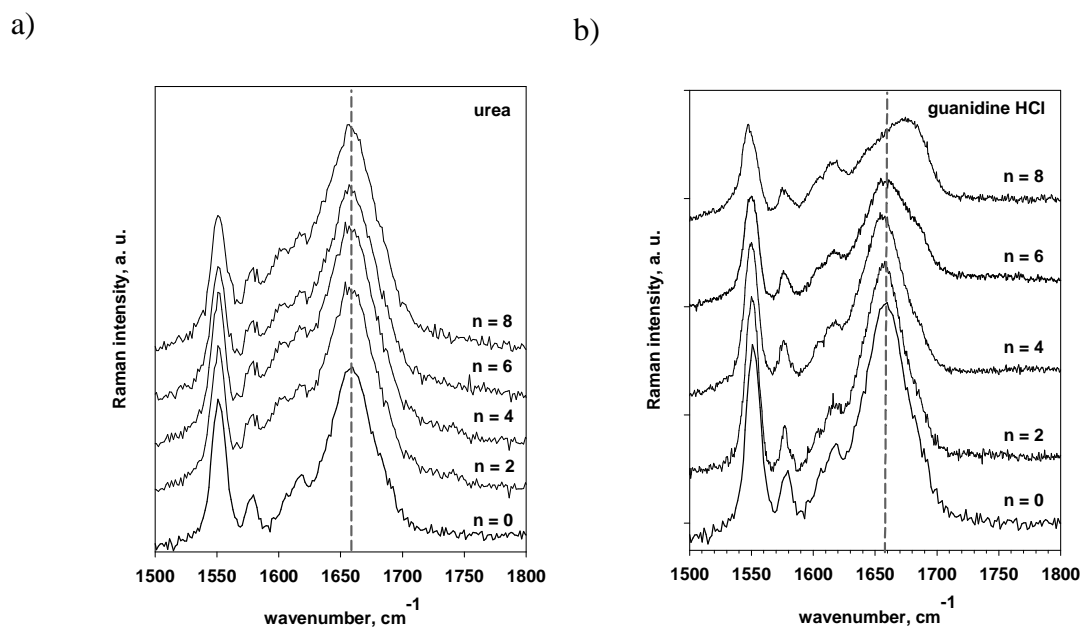 a)
urea
n = 8
n = 6
n = 4
n = 2
n = 0
Raman intensity, a. u.
1500 1550 1600 1650 1700 1750 1800
wavenumber, cm-1
b)
guanidine HCl
n = 8
n = 6
n = 4
n = 2
n = 0
Raman intensity, a. u.
1500 1550 1600 1650 1700 1750 1800
wavenumber, cm-1